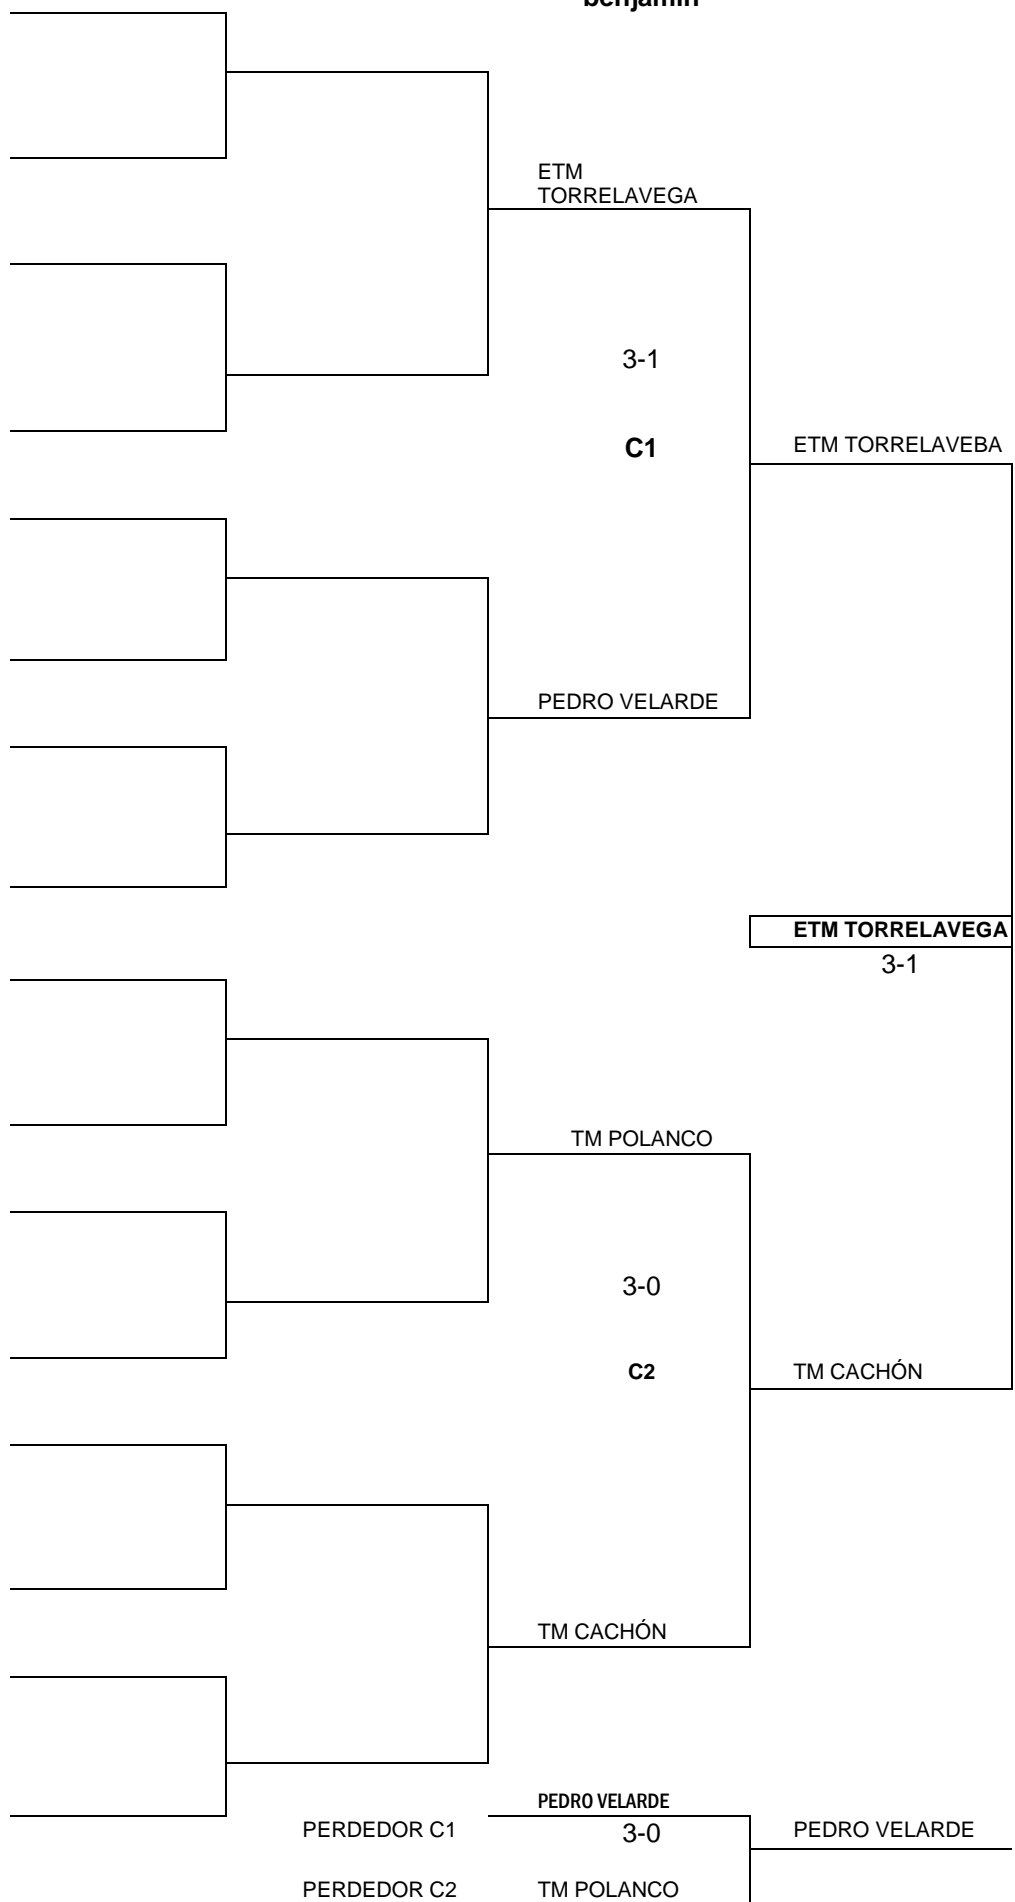 benjamín
ETM
TORRELAVEGA
3-1
C1
ETM TORRELAVEBA
PEDRO VELARDE
ETM TORRELAVEGA
3-1
TM POLANCO
3-0
C2
TM CACHÓN
TM CACHÓN
PEDRO VELARDE
PERDEDOR C1
3-0
PEDRO VELARDE
PERDEDOR C2
TM POLANCO